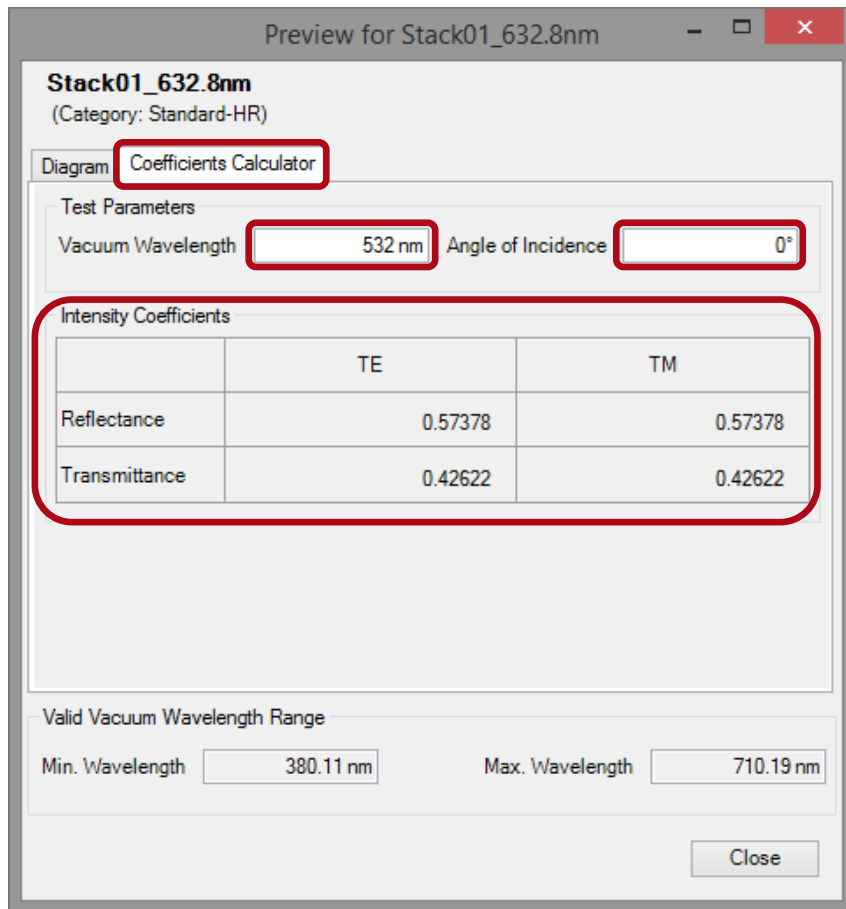 Preview for Stack01_632.8nm
Stack01_632.8nm
(Category: Standard-HR)
Diagram Coefficients Calculator
Test Parameters
Vacuum Wavelength 532 nm Angle of Incidence 0°
Intensity Coefficients
TE TM
Reflectance 0.57378 0.57378
Transmittance 0.42622 0.42622
Valid Vacuum Wavelength Range
Min. Wavelength 380.11 nm Max. Wavelength 710.19 nm
Close